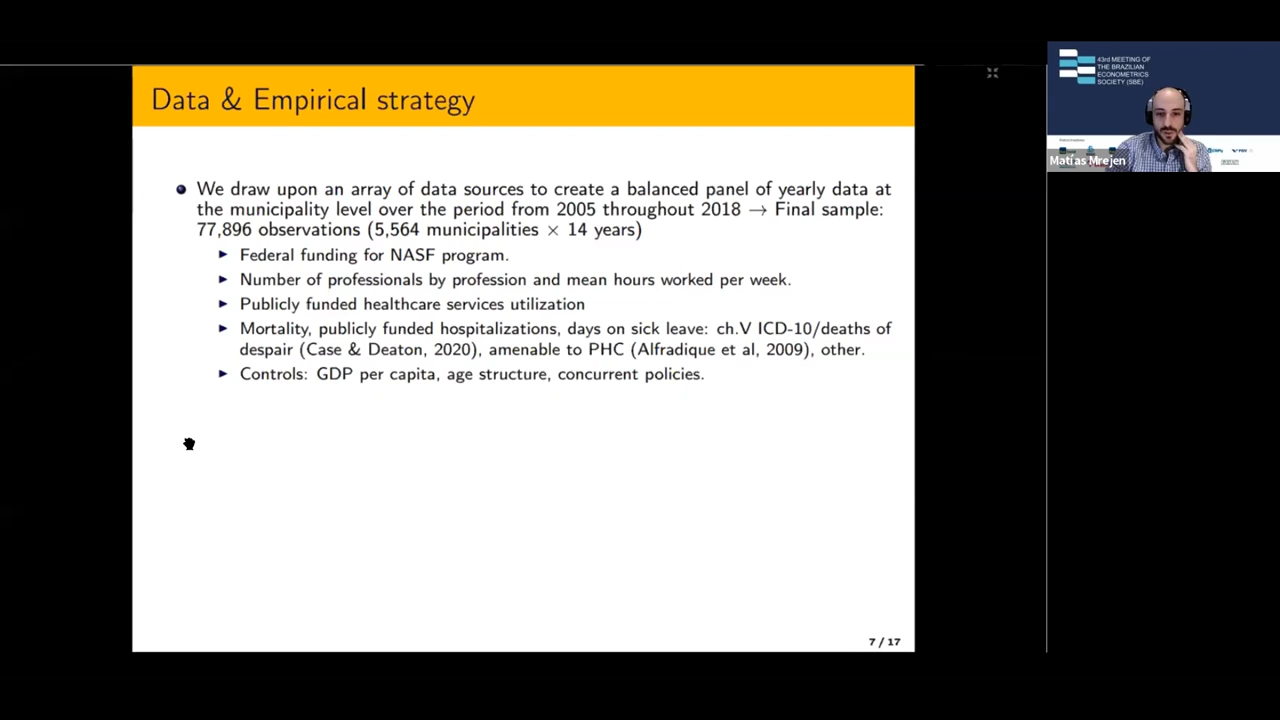 Data & Empirical strategy
We draw upon an array of data sources to create a balanced panel of yearly data at
the municipality level over the period from 2005 throughout 2018 → Final sample:
77,896 observations (5,564 municipalities × 14 years)
Federal funding for NASF program.
Number of professionals by profession and mean hours worked per week.
Publicly funded healthcare services utilization
Mortality, publicly funded hospitalizations, days on sick leave: ch.V ICD-10/deaths of
despair (Case & Deaton, 2020), amenable to PHC (Alfradique et al, 2009), other.
Controls: GDP per capita, age structure, concurrent policies.
7 / 17
43rd MEETING OF
THE BRAZILIAN
ECONOMETRICS
SOCIETY (SBE)
Matías Mrejen